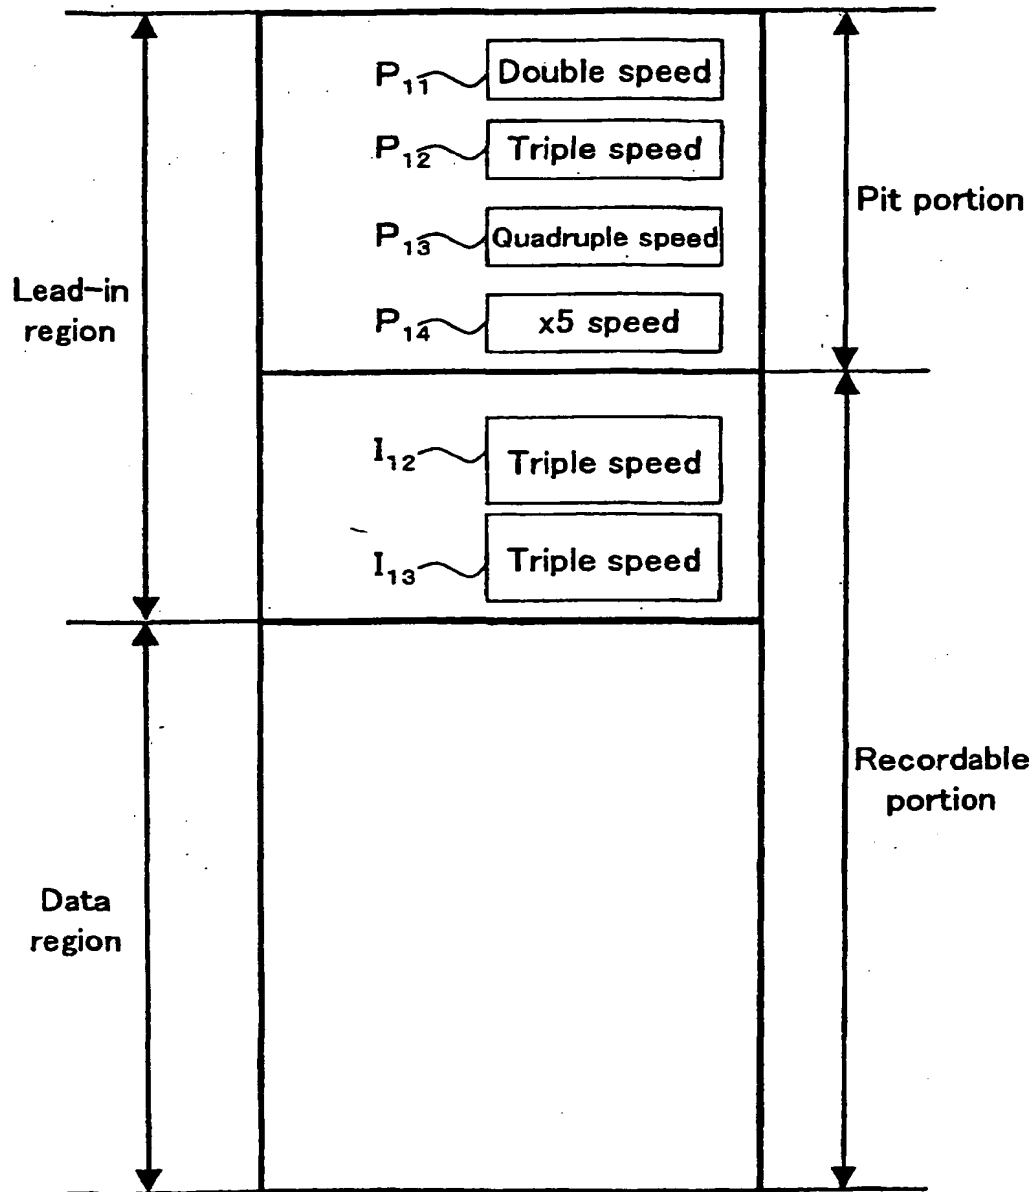 P11 Double speed
P12 Triple speed
Pit portion
P13 Quadruple speed
Lead-in
region
P14 x5 speed
I12 Triple speed
I13 Triple speed
Recordable
portion
Data
region